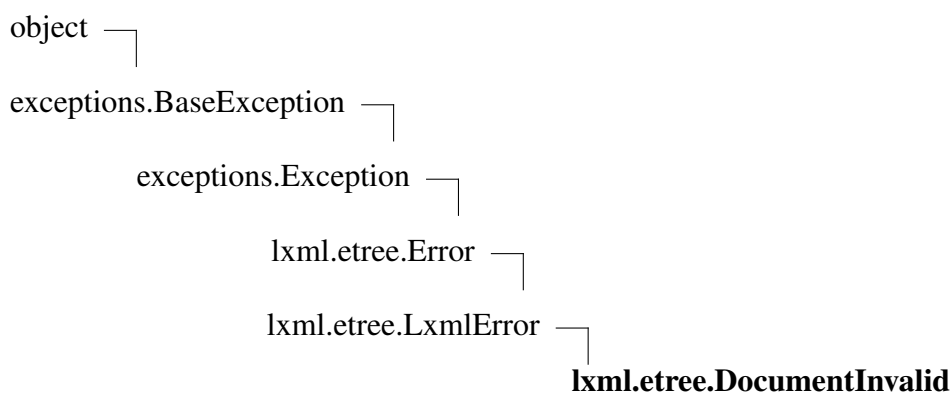 object
exceptions.BaseException
exceptions.Exception
lxml.etree.Error
lxml.etree.LxmlError
lxml.etree.DocumentInvalid